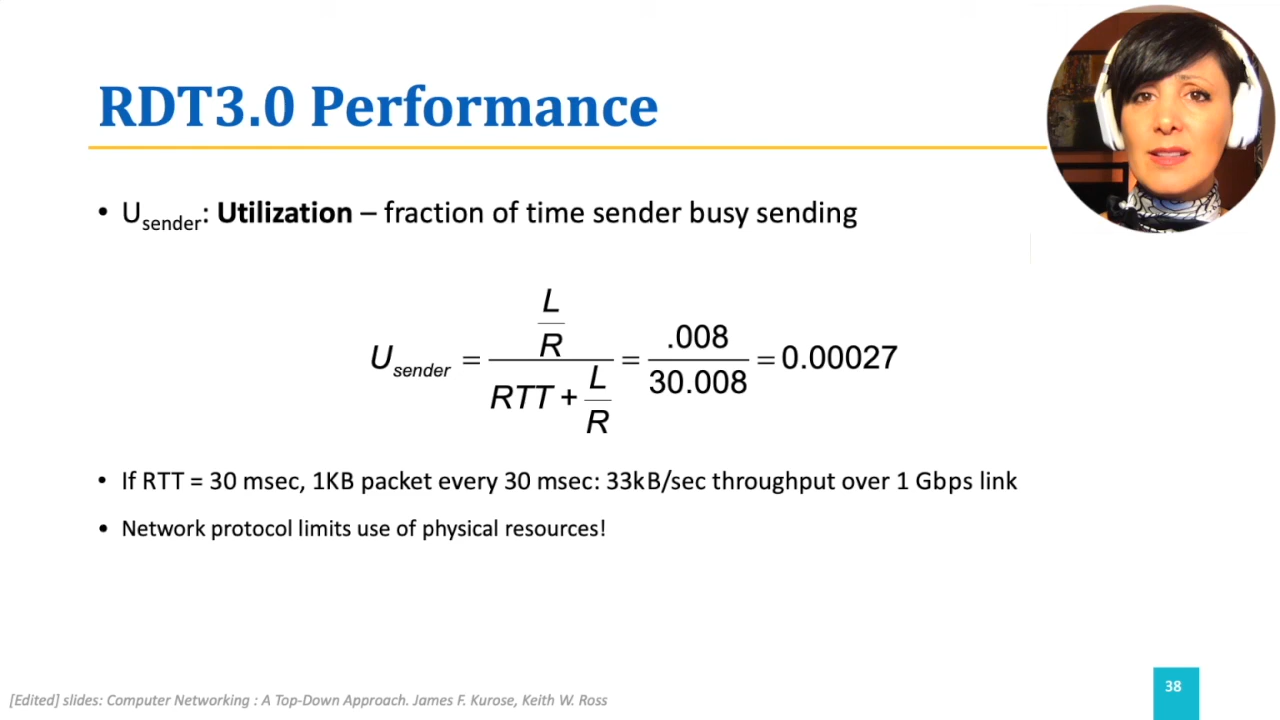 RDT3.0 Performance
• U_sender: Utilization – fraction of time sender busy sending
U_sender = (L/R) / (RTT + L/R) = .008 / 30.008 = 0.00027
• If RTT = 30 msec, 1KB packet every 30 msec: 33kB/sec throughput over 1 Gbps link
• Network protocol limits use of physical resources!
[Edited] slides: Computer Networking : A Top-Down Approach. James F. Kurose, Keith W. Ross
38